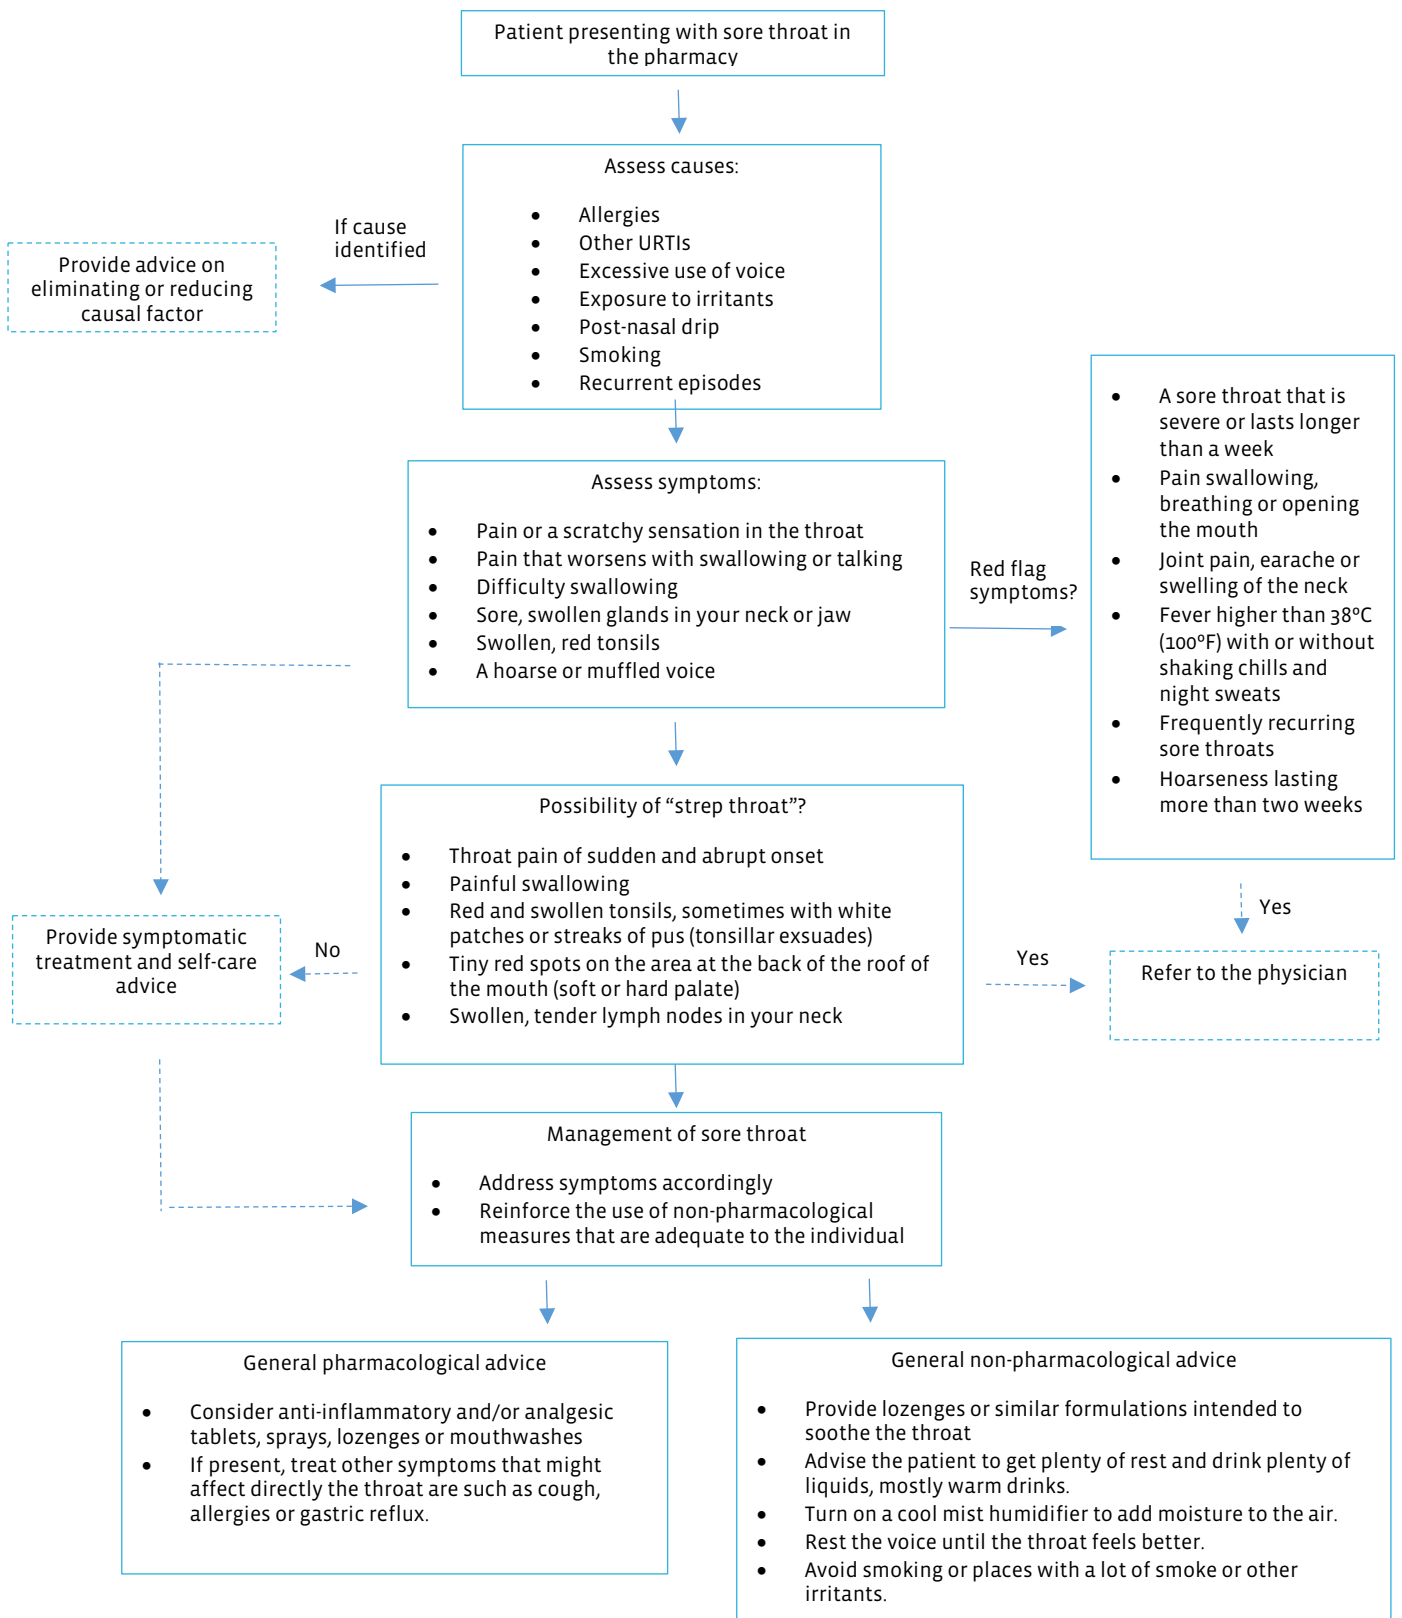 Patient presenting with sore throat in
the pharmacy
Assess causes:
• Allergies
• Other URTIs
• Excessive use of voice
• Exposure to irritants
• Post-nasal drip
• Smoking
• Recurrent episodes
If cause
identified
Provide advice on
eliminating or reducing
causal factor
Assess symptoms:
• Pain or a scratchy sensation in the throat
• Pain that worsens with swallowing or talking
• Difficulty swallowing
• Sore, swollen glands in your neck or jaw
• Swollen, red tonsils
• A hoarse or muffled voice
Red flag
symptoms?
• A sore throat that is
severe or lasts longer
than a week
• Pain swallowing,
breathing or opening
the mouth
• Joint pain, earache or
swelling of the neck
• Fever higher than 38ºC
(100ºF) with or without
shaking chills and
night sweats
• Frequently recurring
sore throats
• Hoarseness lasting
more than two weeks
Yes
Refer to the physician
Possibility of “strep throat”?
• Throat pain of sudden and abrupt onset
• Painful swallowing
• Red and swollen tonsils, sometimes with white
patches or streaks of pus (tonsillar exsuades)
• Tiny red spots on the area at the back of the roof of
the mouth (soft or hard palate)
• Swollen, tender lymph nodes in your neck
Yes
No
Provide symptomatic
treatment and self-care
advice
Management of sore throat
• Address symptoms accordingly
• Reinforce the use of non-pharmacological
measures that are adequate to the individual
General pharmacological advice
• Consider anti-inflammatory and/or analgesic
tablets, sprays, lozenges or mouthwashes
• If present, treat other symptoms that might
affect directly the throat are such as cough,
allergies or gastric reflux.
General non-pharmacological advice
• Provide lozenges or similar formulations intended to
soothe the throat
• Advise the patient to get plenty of rest and drink plenty of
liquids, mostly warm drinks.
• Turn on a cool mist humidifier to add moisture to the air.
• Rest the voice until the throat feels better.
• Avoid smoking or places with a lot of smoke or other
irritants.